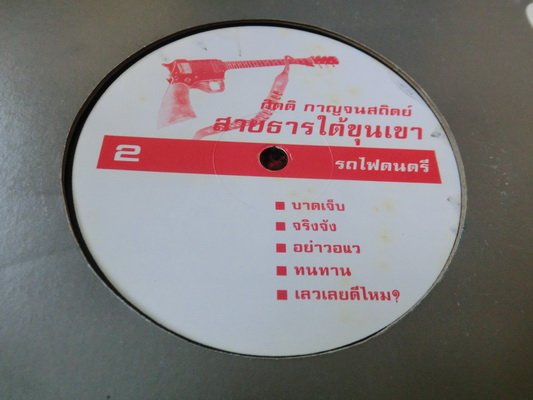 กิตติ กาญจนสถิตย์
สายธารใต้ขุนเขา
2 รถไฟดนตรี
■ บาดเจ็บ
■ จริงจัง
■ อย่าวอแว
■ ทนทาน
■ เลวเลยดีไหม?